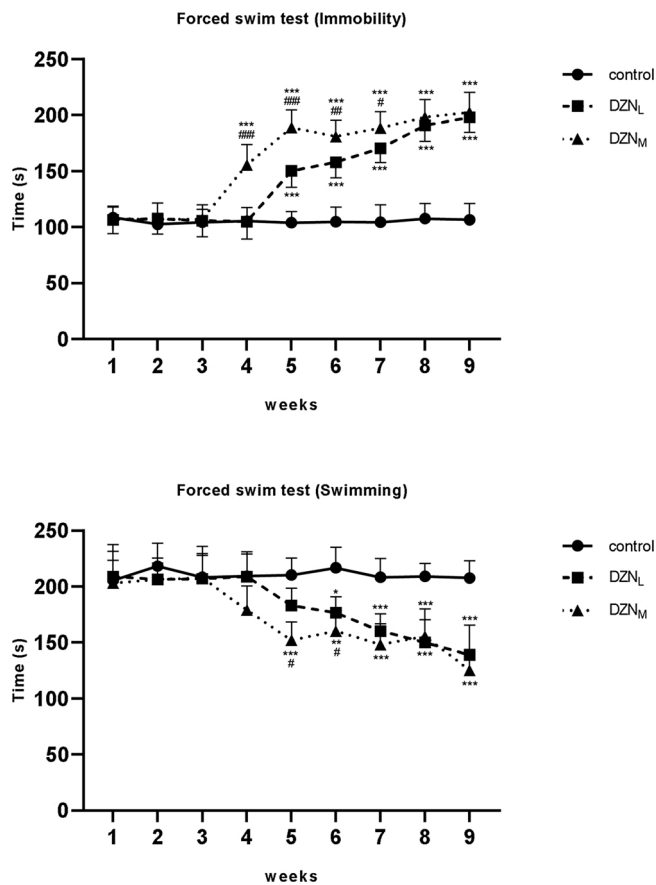 Forced swim test (Immobility)
250
200
150
100
50
0
Time (s)
*** ### *** ### *** ## *** # *** ***
*** *** *** *** ***
1 2 3 4 5 6 7 8 9
weeks
control
DZNL
DZNM
Forced swim test (Swimming)
250
200
150
100
50
0
Time (s)
* *** *** ***
*** # ** # *** *** ***
1 2 3 4 5 6 7 8 9
weeks
control
DZNL
DZNM